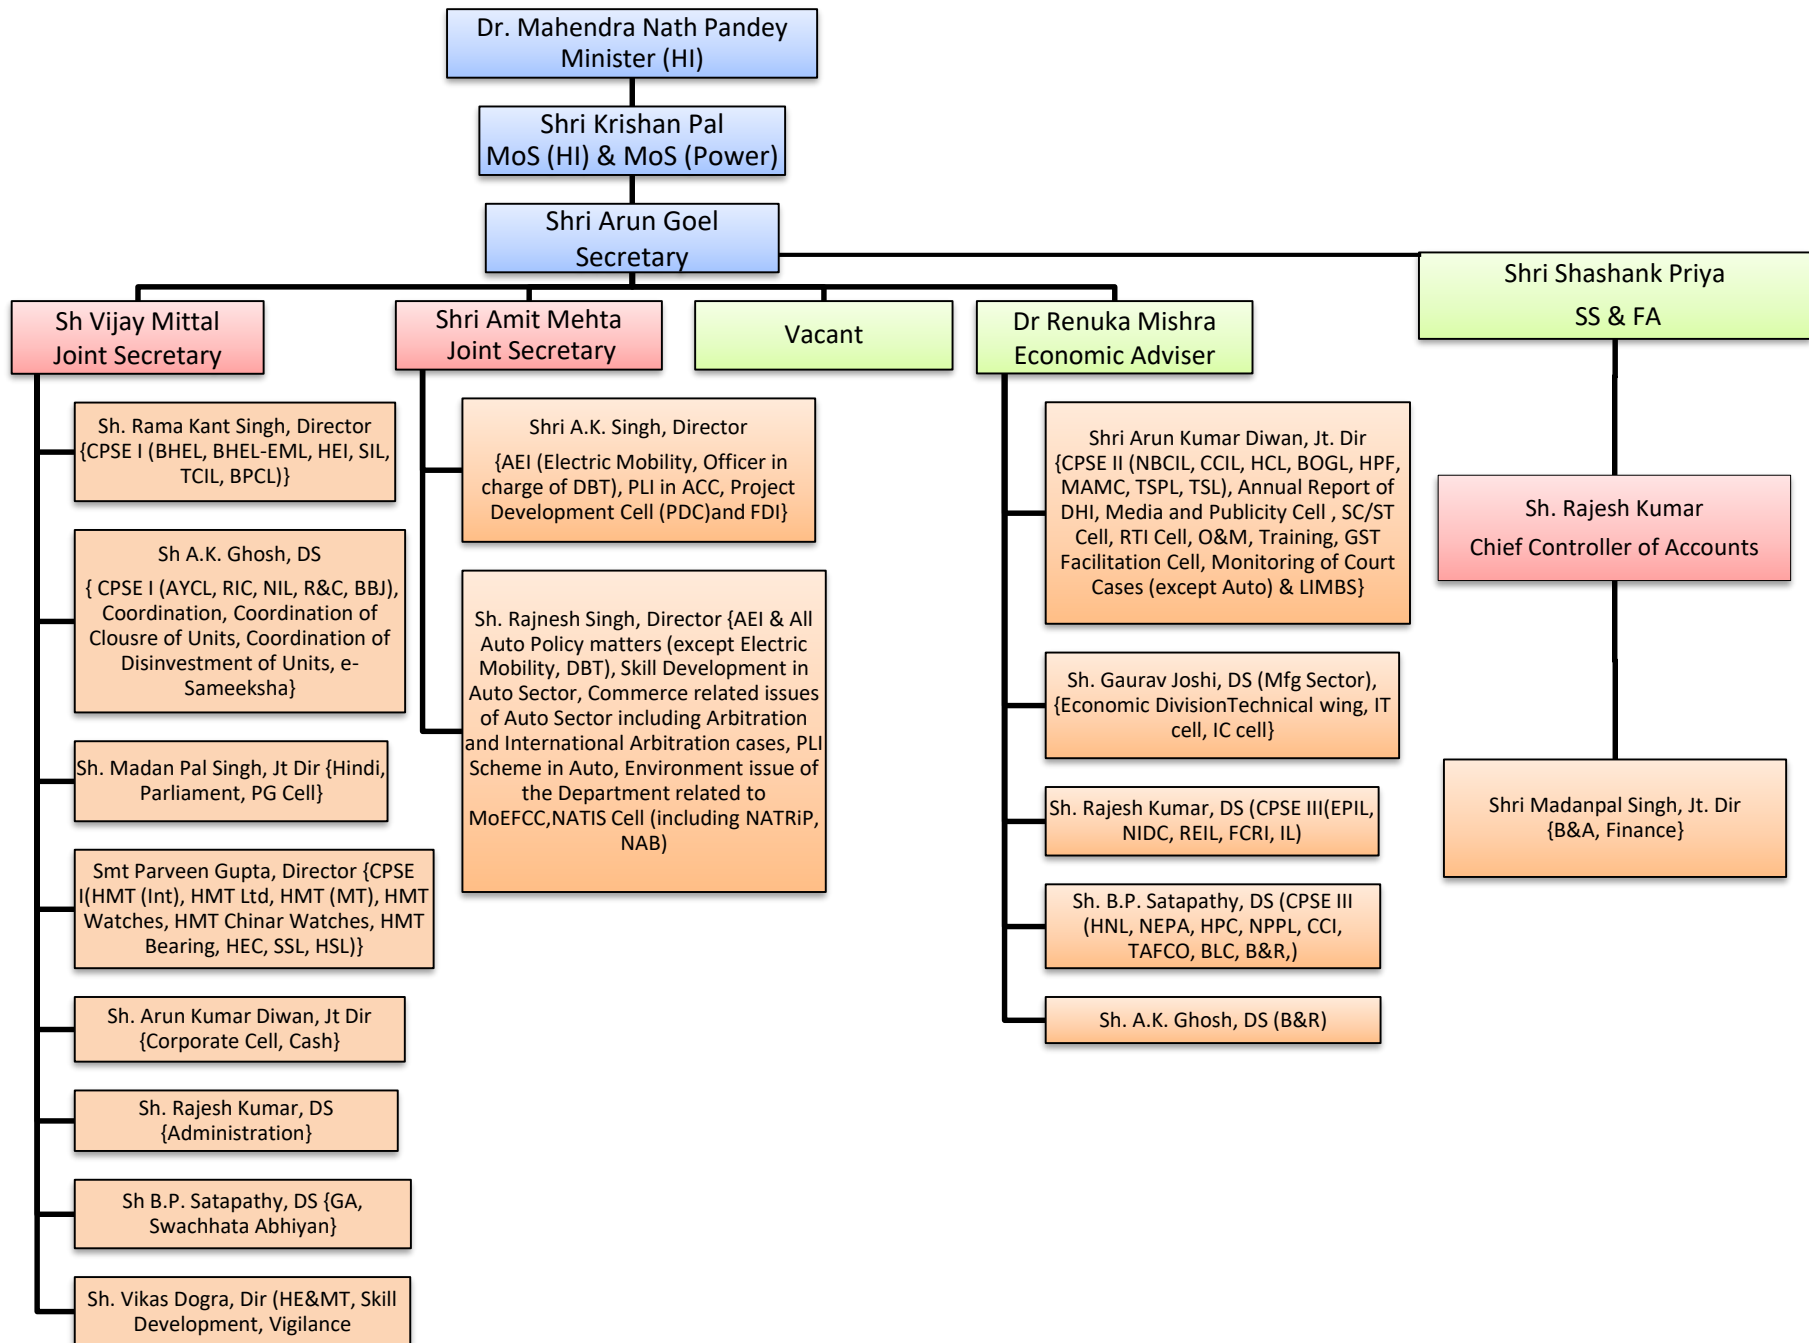 Dr. Mahendra Nath Pandey
Minister (HI)
Shri Krishan Pal
MoS (HI) & MoS (Power)
Shri Arun Goel
Secretary
Shri Shashank Priya
SS & FA
Sh Vijay Mittal
Joint Secretary
Shri Amit Mehta
Joint Secretary
Vacant
Dr Renuka Mishra
Economic Adviser
Sh. Rama Kant Singh, Director
{CPSE I (BHEL, BHEL-EML, HEI, SIL,
TCIL, BPCL)}
Sh A.K. Ghosh, DS
{ CPSE I (AYCL, RIC, NIL, R&C, BBJ),
Coordination, Coordination of
Clousre of Units, Coordination of
Disinvestment of Units, e-
Sameeksha}
Sh. Madan Pal Singh, Jt Dir {Hindi,
Parliament, PG Cell}
Smt Parveen Gupta, Director {CPSE
I(HMT (Int), HMT Ltd, HMT (MT), HMT
Watches, HMT Chinar Watches, HMT
Bearing, HEC, SSL, HSL)}
Sh. Arun Kumar Diwan, Jt Dir
{Corporate Cell, Cash}
Sh. Rajesh Kumar, DS
{Administration}
Sh B.P. Satapathy, DS {GA,
Swachhata Abhiyan}
Sh. Vikas Dogra, Dir (HE&MT, Skill
Development, Vigilance
Shri A.K. Singh, Director
{AEI (Electric Mobility, Officer in
charge of DBT), PLI in ACC, Project
Development Cell (PDC)and FDI}
Sh. Rajnesh Singh, Director {AEI & All
Auto Policy matters (except Electric
Mobility, DBT), Skill Development in
Auto Sector, Commerce related issues
of Auto Sector including Arbitration
and International Arbitration cases, PLI
Scheme in Auto, Environment issue of
the Department related to
MoEFCC,NATIS Cell (including NATRiP,
NAB)
Shri Arun Kumar Diwan, Jt. Dir
{CPSE II (NBCIL, CCIL, HCL, BOGL, HPF,
MAMC, TSPL, TSL), Annual Report of
DHI, Media and Publicity Cell , SC/ST
Cell, RTI Cell, O&M, Training, GST
Facilitation Cell, Monitoring of Court
Cases (except Auto) & LIMBS}
Sh. Gaurav Joshi, DS (Mfg Sector),
{Economic DivisionTechnical wing, IT
cell, IC cell}
Sh. Rajesh Kumar, DS (CPSE III(EPIL,
NIDC, REIL, FCRI, IL)
Sh. B.P. Satapathy, DS (CPSE III
(HNL, NEPA, HPC, NPPL, CCI,
TAFCO, BLC, B&R,)
Sh. A.K. Ghosh, DS (B&R)
Sh. Rajesh Kumar
Chief Controller of Accounts
Shri Madanpal Singh, Jt. Dir
{B&A, Finance}